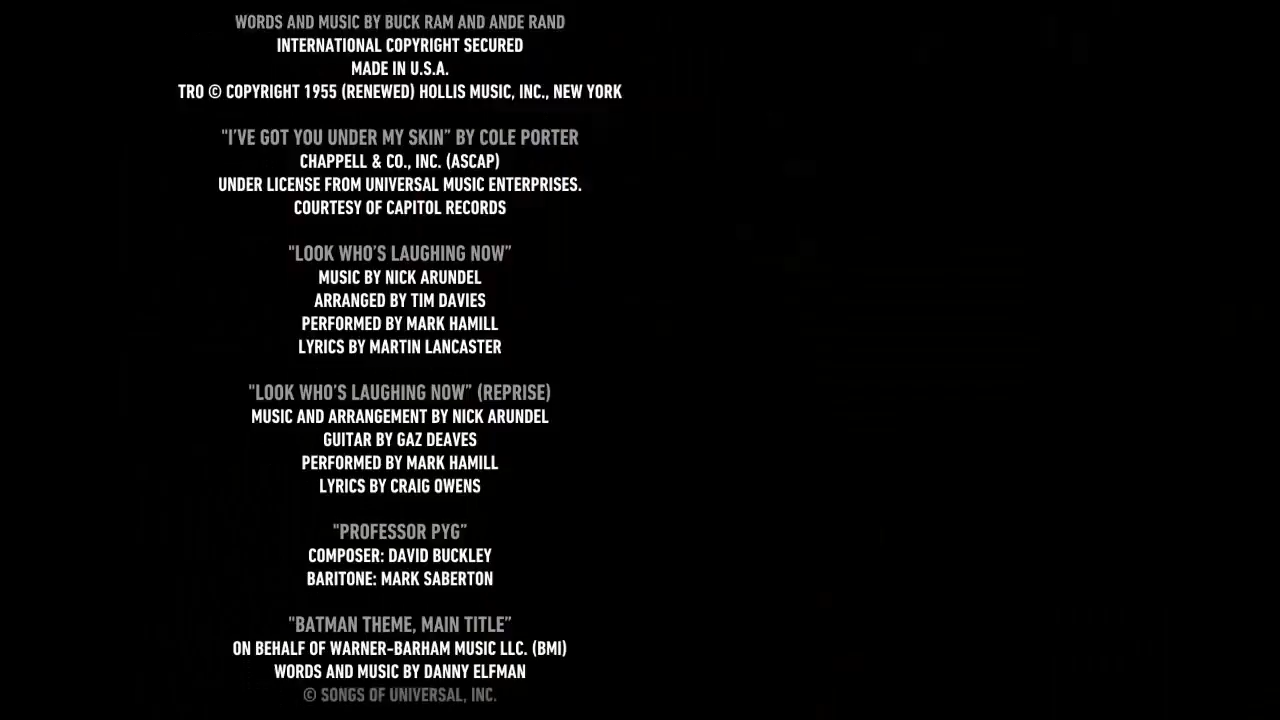 WORDS AND MUSIC BY BUCK RAM AND ANDE RAND
INTERNATIONAL COPYRIGHT SECURED
MADE IN U.S.A.
TRO © COPYRIGHT 1955 (RENEWED) HOLLIS MUSIC, INC., NEW YORK
"I'VE GOT YOU UNDER MY SKIN" BY COLE PORTER
CHAPPELL & CO., INC. (ASCAP)
UNDER LICENSE FROM UNIVERSAL MUSIC ENTERPRISES.
COURTESY OF CAPITOL RECORDS
"LOOK WHO'S LAUGHING NOW"
MUSIC BY NICK ARUNDEL
ARRANGED BY TIM DAVIES
PERFORMED BY MARK HAMILL
LYRICS BY MARTIN LANCASTER
"LOOK WHO'S LAUGHING NOW" (REPRISE)
MUSIC AND ARRANGEMENT BY NICK ARUNDEL
GUITAR BY GAZ DEAVES
PERFORMED BY MARK HAMILL
LYRICS BY CRAIG OWENS
"PROFESSOR PYG"
COMPOSER: DAVID BUCKLEY
BARITONE: MARK SABERTON
"BATMAN THEME, MAIN TITLE"
ON BEHALF OF WARNER-BARHAM MUSIC LLC. (BMI)
WORDS AND MUSIC BY DANNY ELFMAN
© SONGS OF UNIVERSAL, INC.